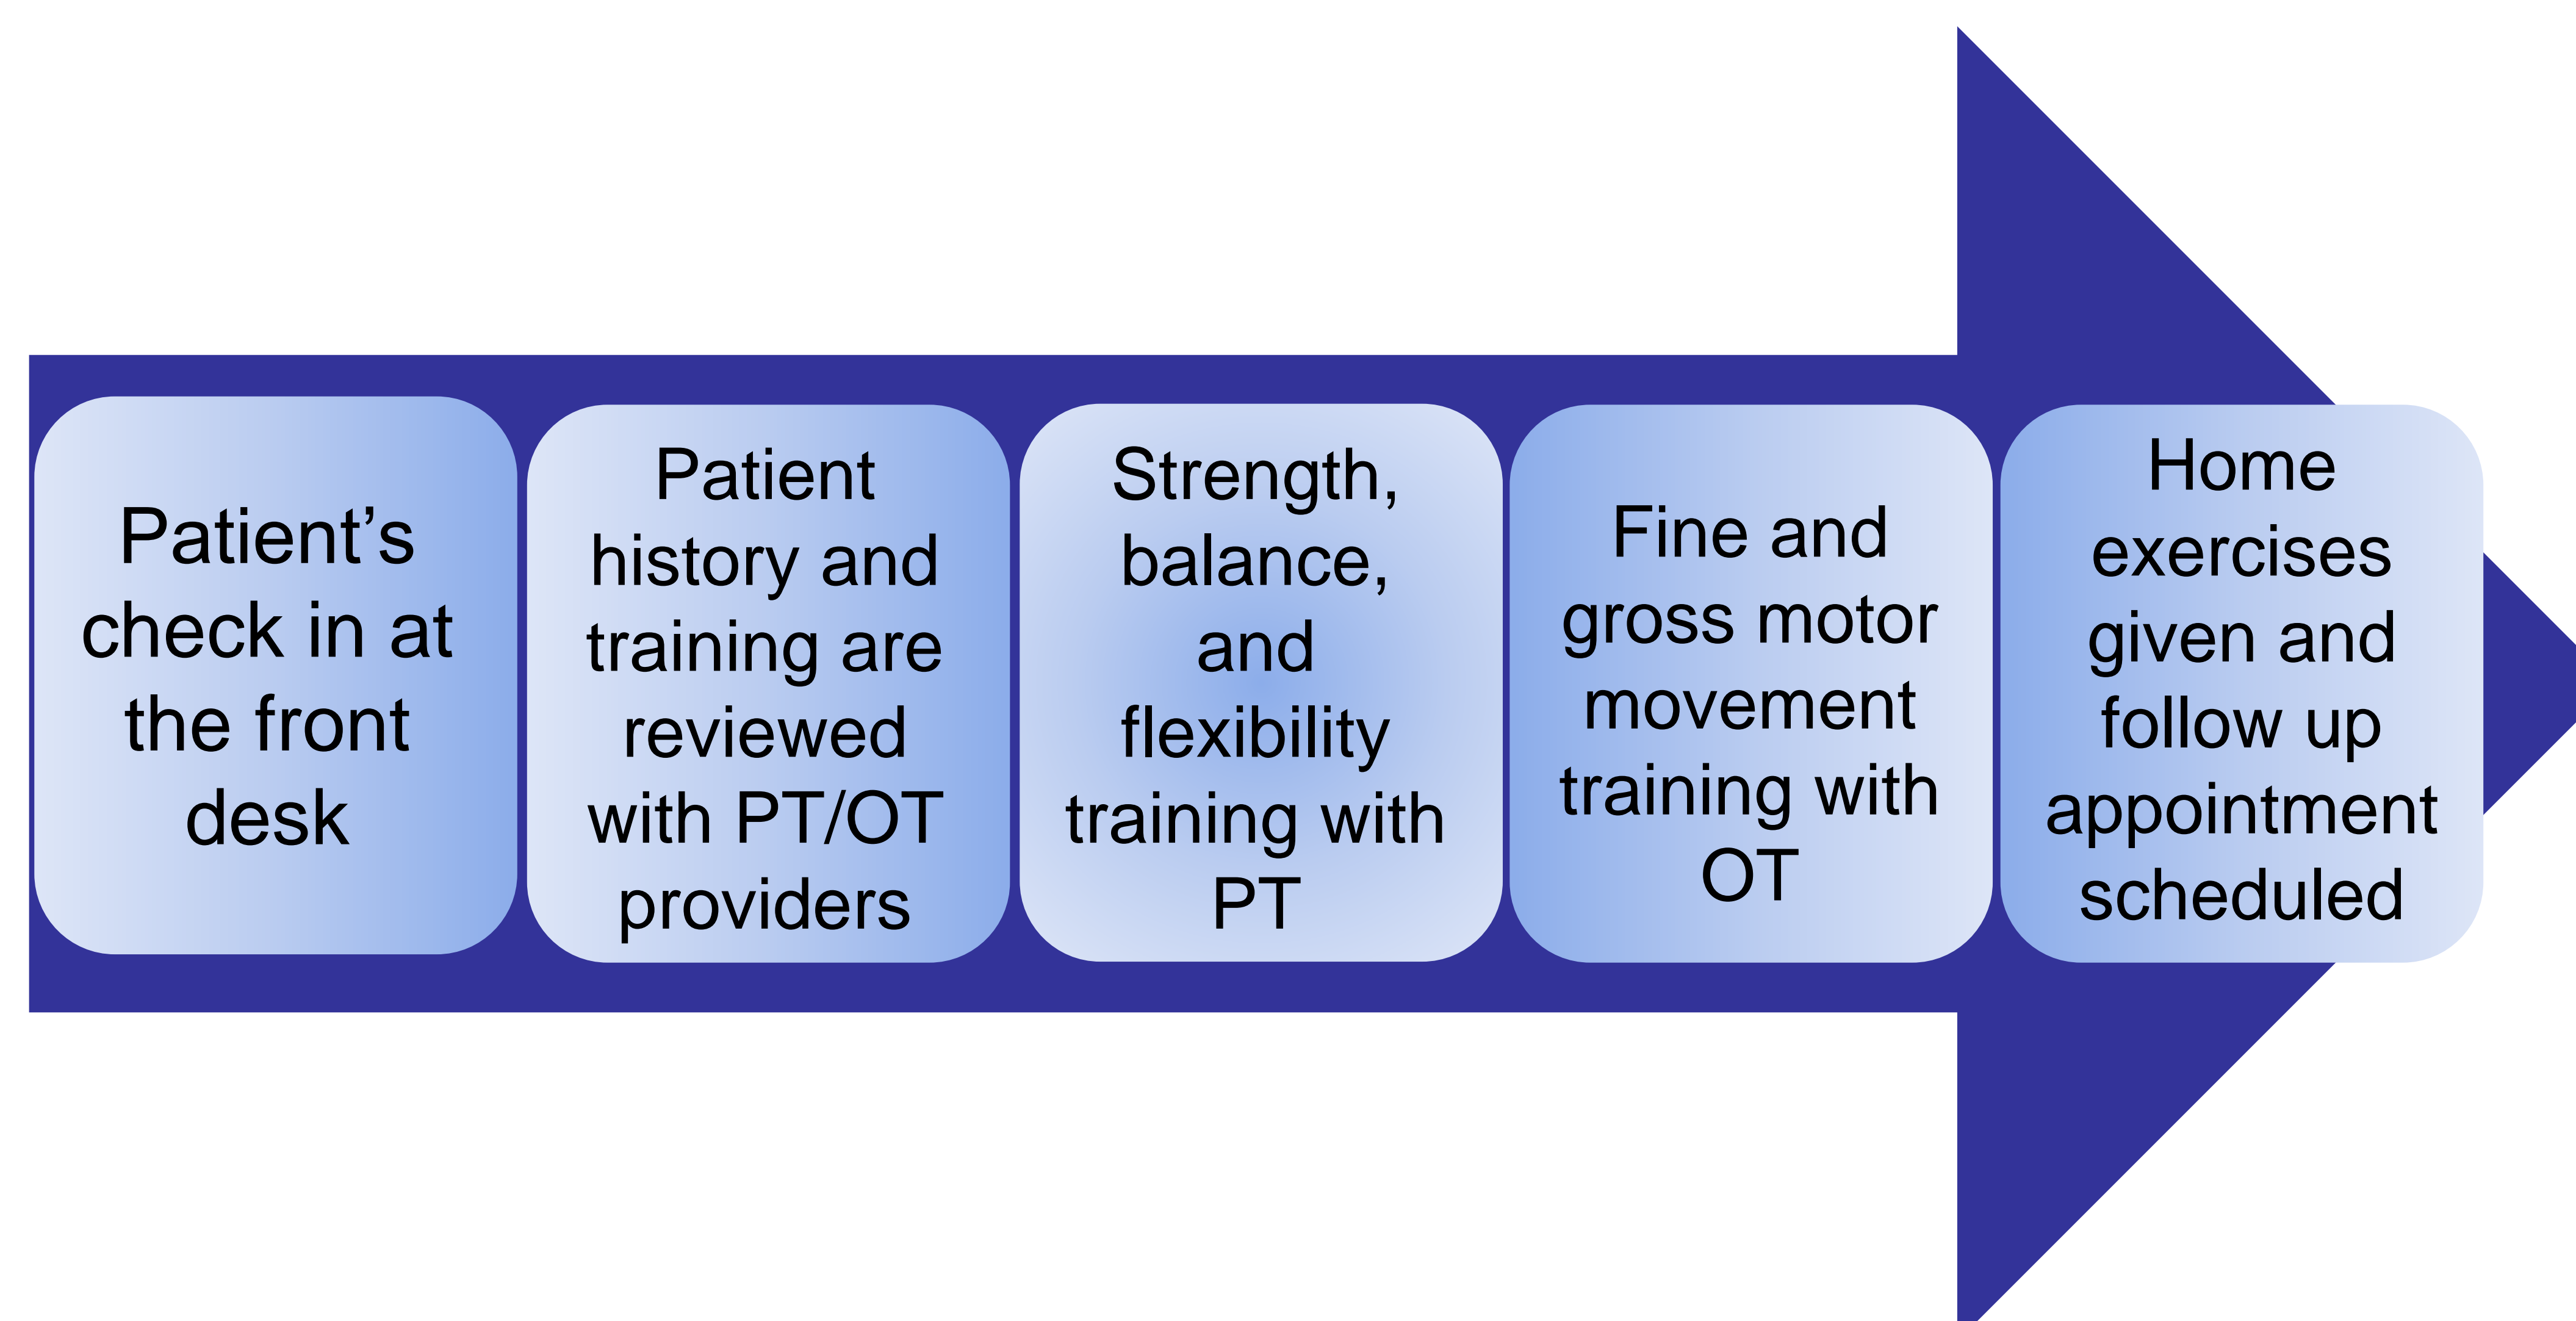 Patient’s
check in at
the front
desk
Patient
history and
training are
reviewed
with PT/OT
providers
Strength,
balance,
and
flexibility
training with
PT
Fine and
gross motor
movement
training with
OT
Home
exercises
given and
follow up
appointment
scheduled